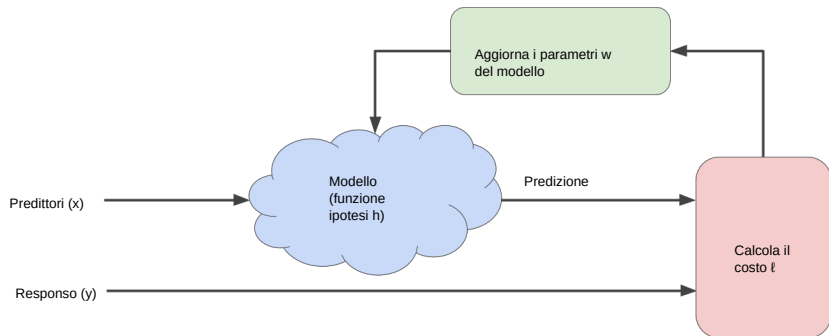 Aggiorna i parametri w
del modello
Modello
(funzione
ipotesi h)
Predizione
Predittori (x)
Calcola il
costo ℓ
Responso (y)